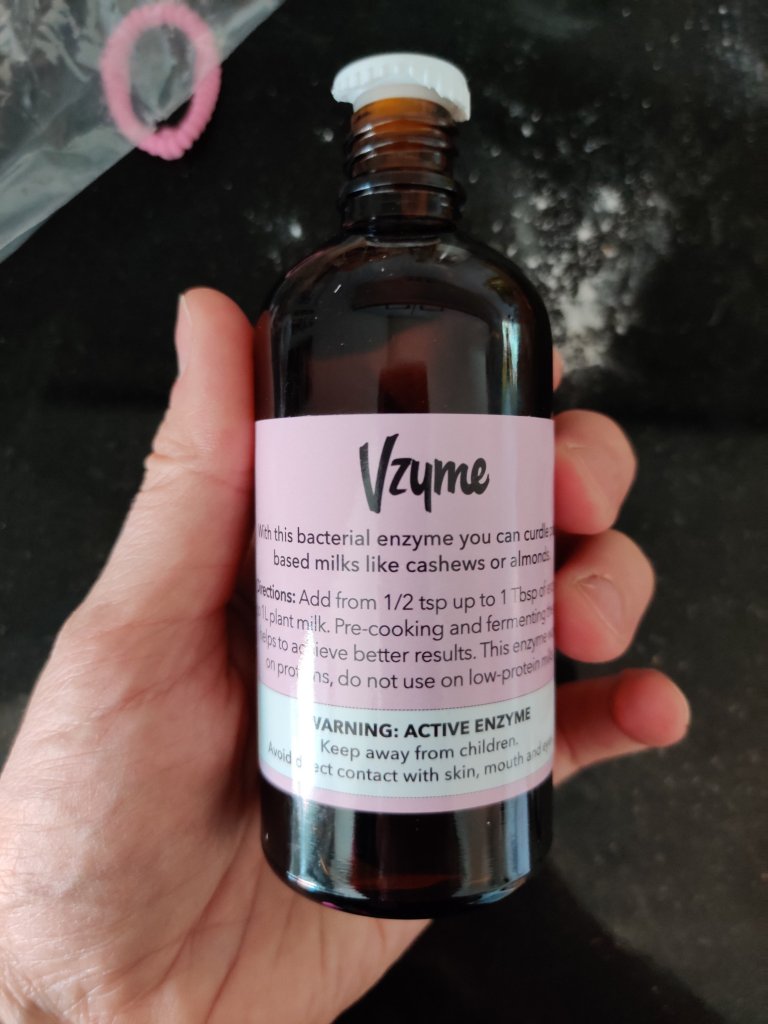 Vzyme
With this bacterial enzyme you can curdle
based milks like cashews or almonds.
Directions: Add from 1/2 tsp up to 1 Tbsp of
1L plant milk. Pre-cooking and fermenting
helps to achieve better results. This enzyme
on proteins, do not use on low-protein
WARNING: ACTIVE ENZYME
Keep away from children.
Avoid direct contact with skin, mouth and eyes